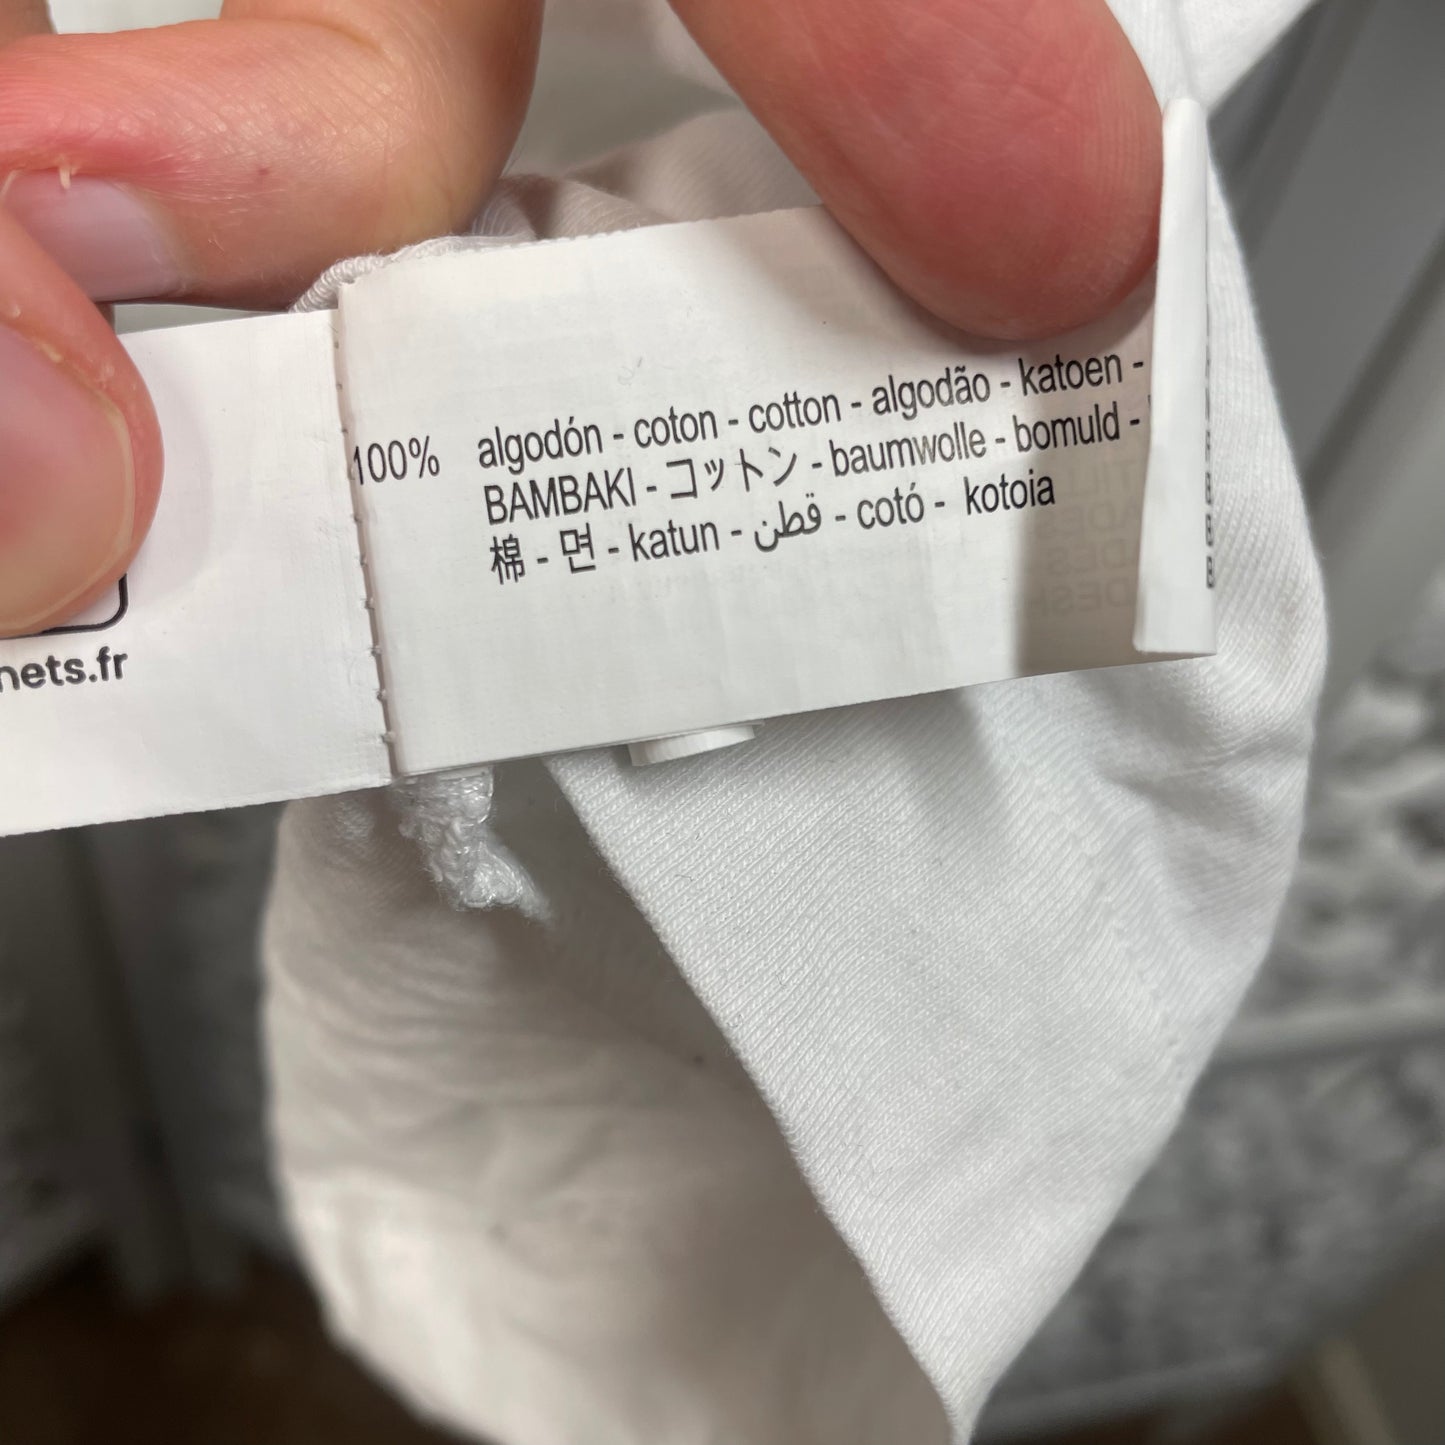 100% algodón - coton - cotton - algodão - katoen -
BAMBAKI - コットン - baumwolle - bomuld -
棉 - 면 - katun - قطن - cotó - kotoia
nets.fr